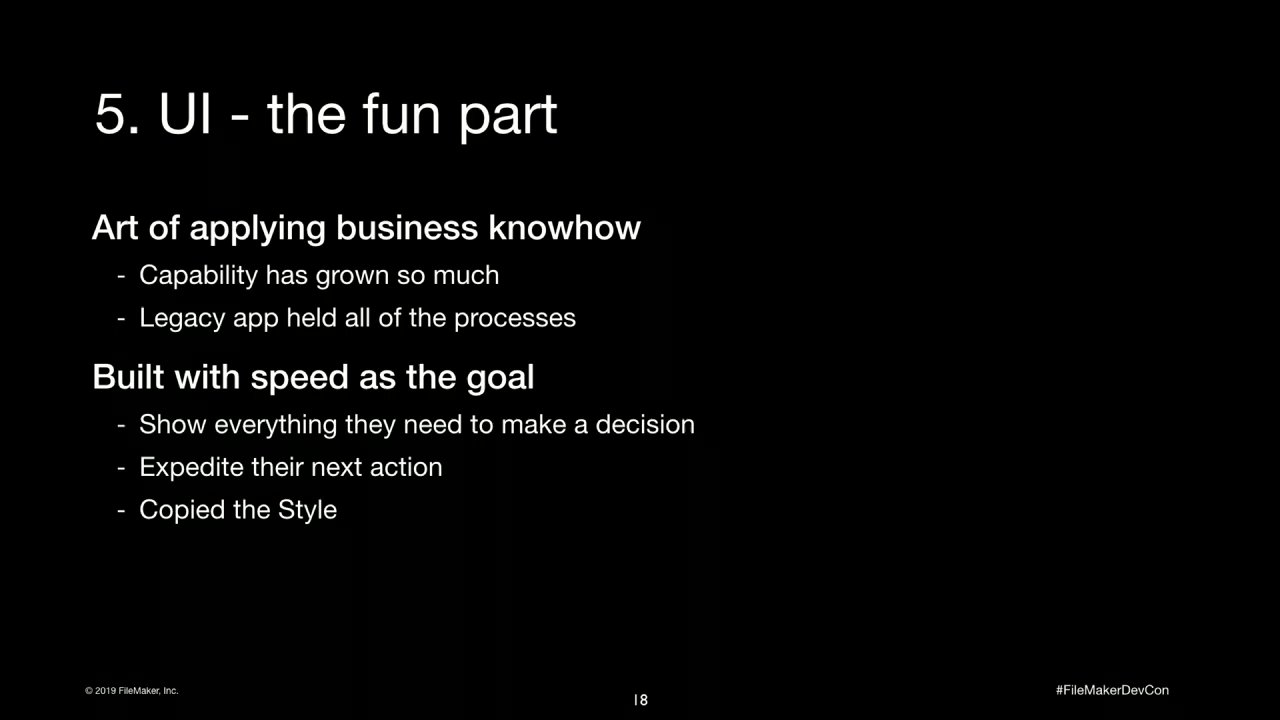 5. UI - the fun part
Art of applying business knowhow
- Capability has grown so much
- Legacy app held all of the processes
Built with speed as the goal
- Show everything they need to make a decision
- Expedite their next action
- Copied the Style
© 2019 FileMaker, Inc.
18
#FileMakerDevCon